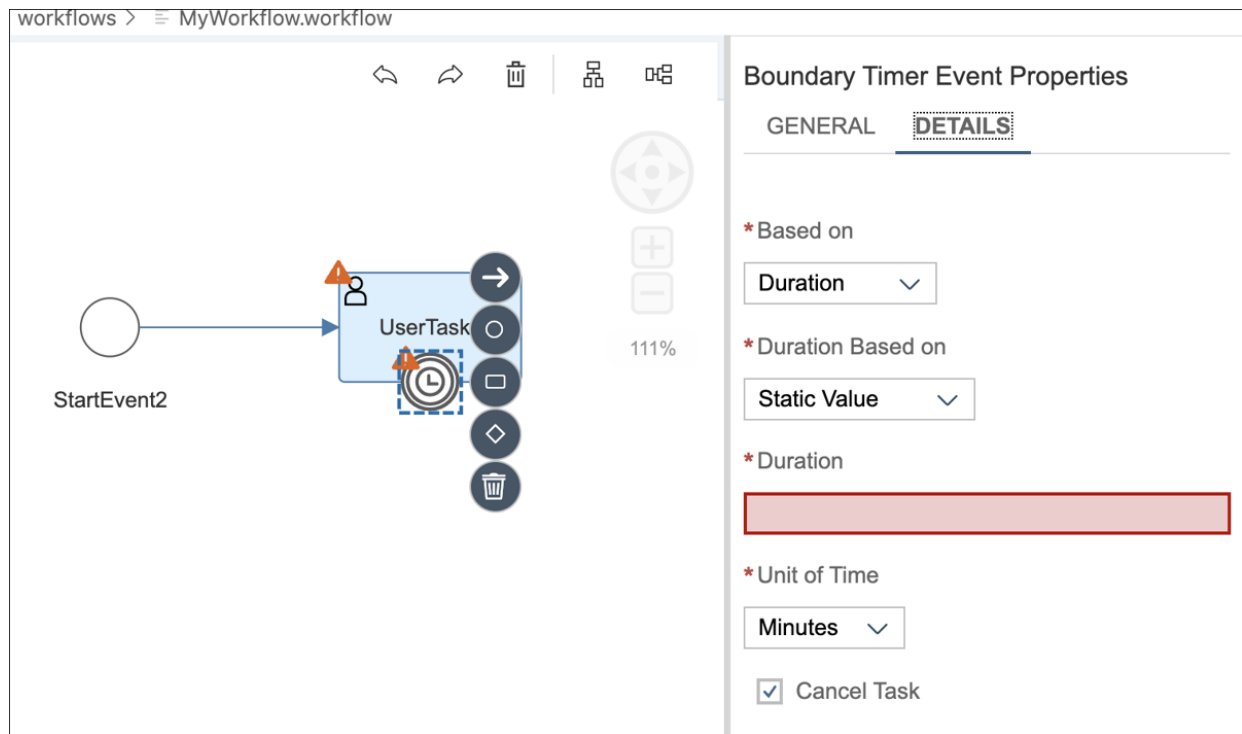 workflows > MyWorkflow.workflow
Boundary Timer Event Properties
GENERAL DETAILS
*Based on
Duration
*Duration Based on
Static Value
*Duration
*Unit of Time
Minutes
Cancel Task
UserTask
StartEvent2
111%